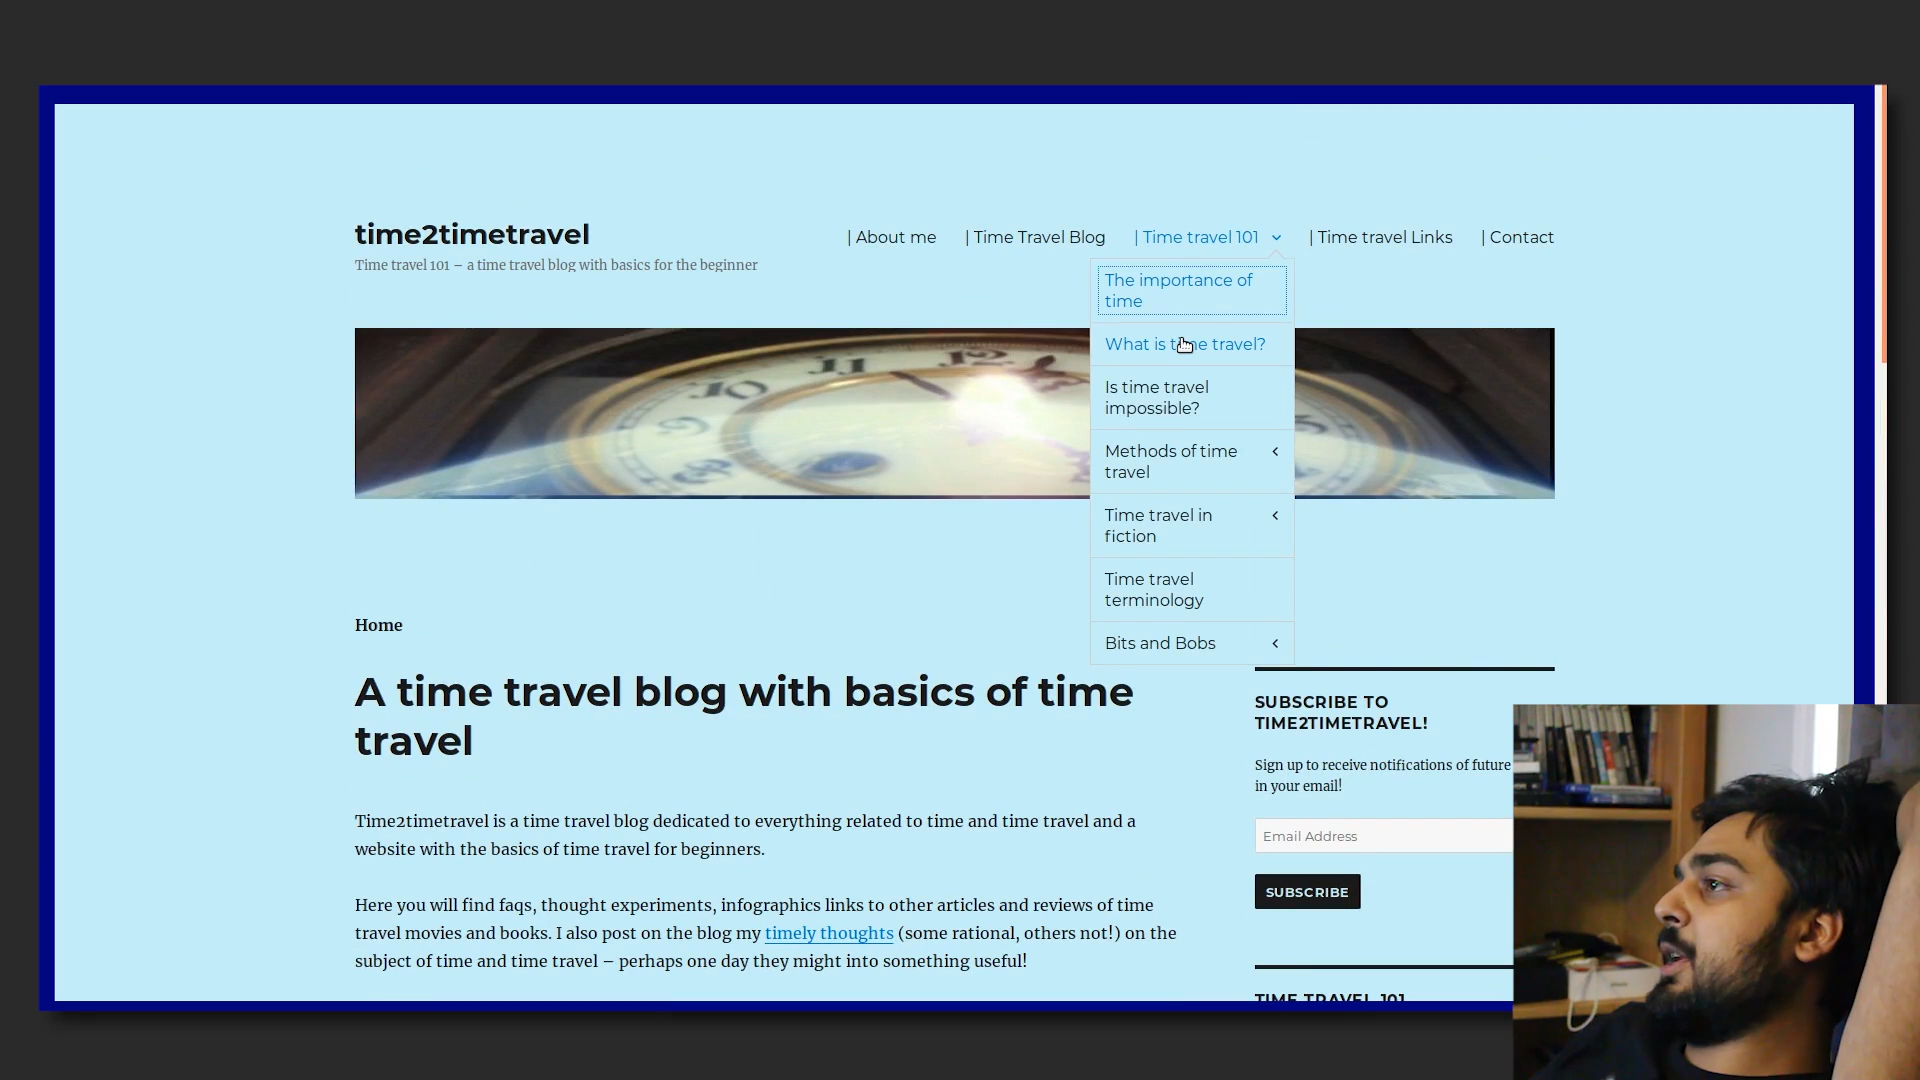 time2timetravel
Time travel 101 – a time travel blog with basics for the beginner
| About me
| Time Travel Blog
| Time travel 101
| Time travel Links
| Contact
The importance of
time
What is time travel?
Is time travel
impossible?
Methods of time
travel
Time travel in
fiction
Time travel
terminology
Bits and Bobs
11
12
10
Home
A time travel blog with basics of time
travel
Time2timetravel is a time travel blog dedicated to everything related to time and time travel and a
website with the basics of time travel for beginners.
Here you will find faqs, thought experiments, infographics links to other articles and reviews of time
travel movies and books. I also post on the blog my timely thoughts (some rational, others not!) on the
subject of time and time travel – perhaps one day they might into something useful!
SUBSCRIBE TO
TIME2TIMETRAVEL!
Sign up to receive notifications of future
in your email!
Email Address
SUBSCRIBE
TIME TRAVEL 101